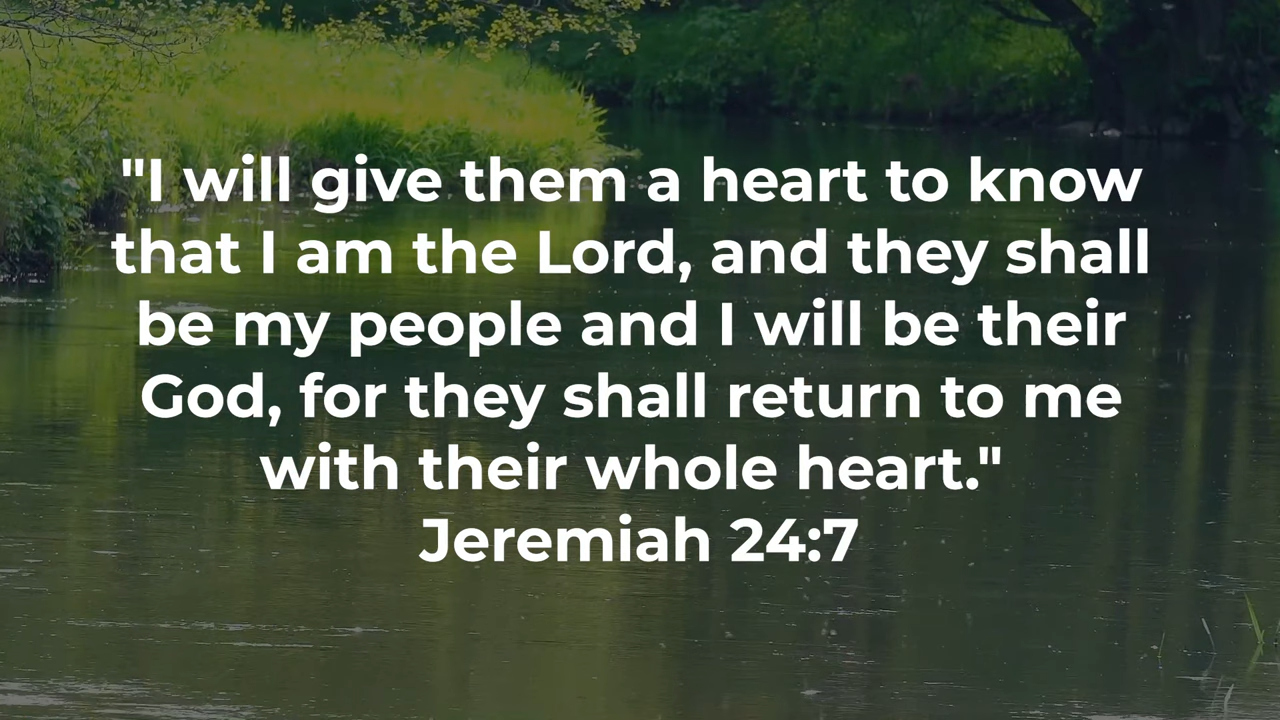 "I will give them a heart to know
that I am the Lord, and they shall
be my people and I will be their
God, for they shall return to me
with their whole heart."
Jeremiah 24:7